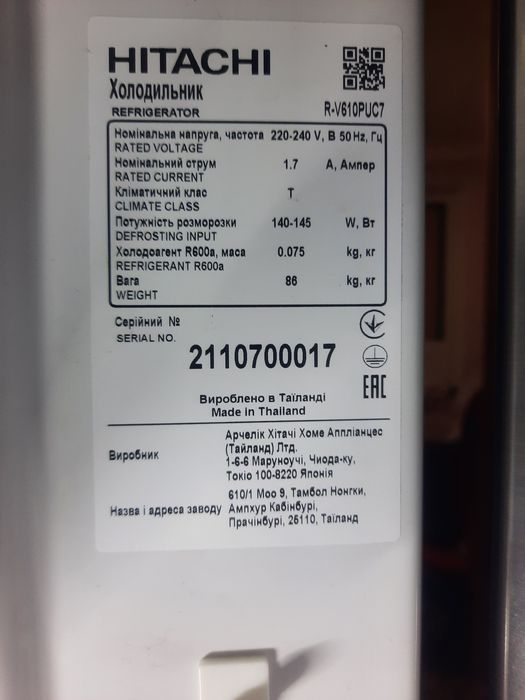 HITACHI
Холодильник
REFRIGERATOR
R-V610PUC7
Номінальна напруга, частота 220-240 V, В 50 Hz, Гц
RATED VOLTAGE
Номінальний струм 1.7 A, Ампер
RATED CURRENT
Кліматичний клас T
CLIMATE CLASS
Потужність розморозки 140-145 W, Вт
DEFROSTING INPUT
Холодоагент R600a, маса 0.075 kg, кг
REFRIGERANT R600a
Вага 86 kg, кг
WEIGHT
Серійний №
SERIAL NO.
2110700017
EAC
Вироблено в Таїланді
Made in Thailand
Виробник
Арчелік Хітачі Хоме Апплианцес
(Тайланд) Лтд.
1-6-6 Маруноучі, Чиода-ку,
Токіо 100-8220 Японія
Назва і адреса заводу
610/1 Моо 9, Тамбол Нонгки,
Ампхур Кабінбурі,
Прачінбурі, 25110, Таїланд